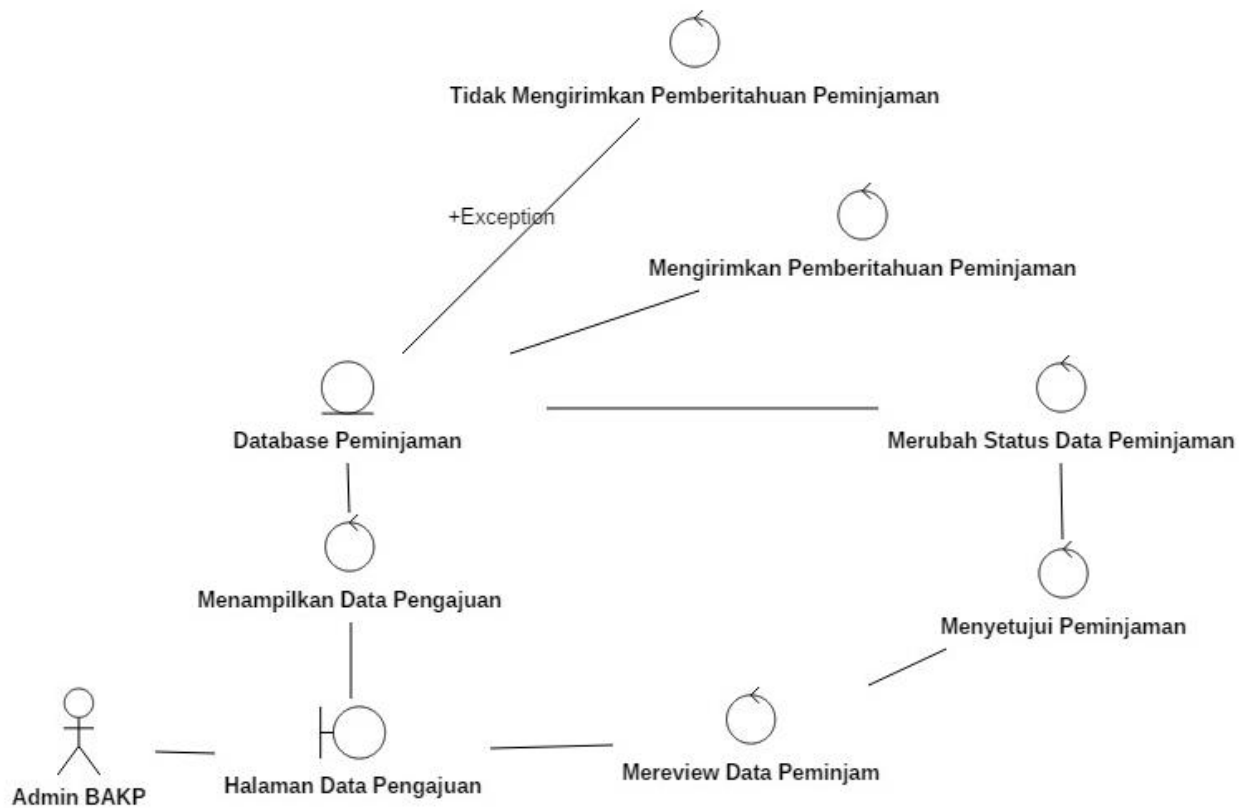 Tidak Mengirimkan Pemberitahuan Peminjaman
+Exception
Mengirimkan Pemberitahuan Peminjaman
Database Peminjaman
Merubah Status Data Peminjaman
Menampilkan Data Pengajuan
Menyetujui Peminjaman
Admin BAKP
Halaman Data Pengajuan
Mereview Data Peminjam